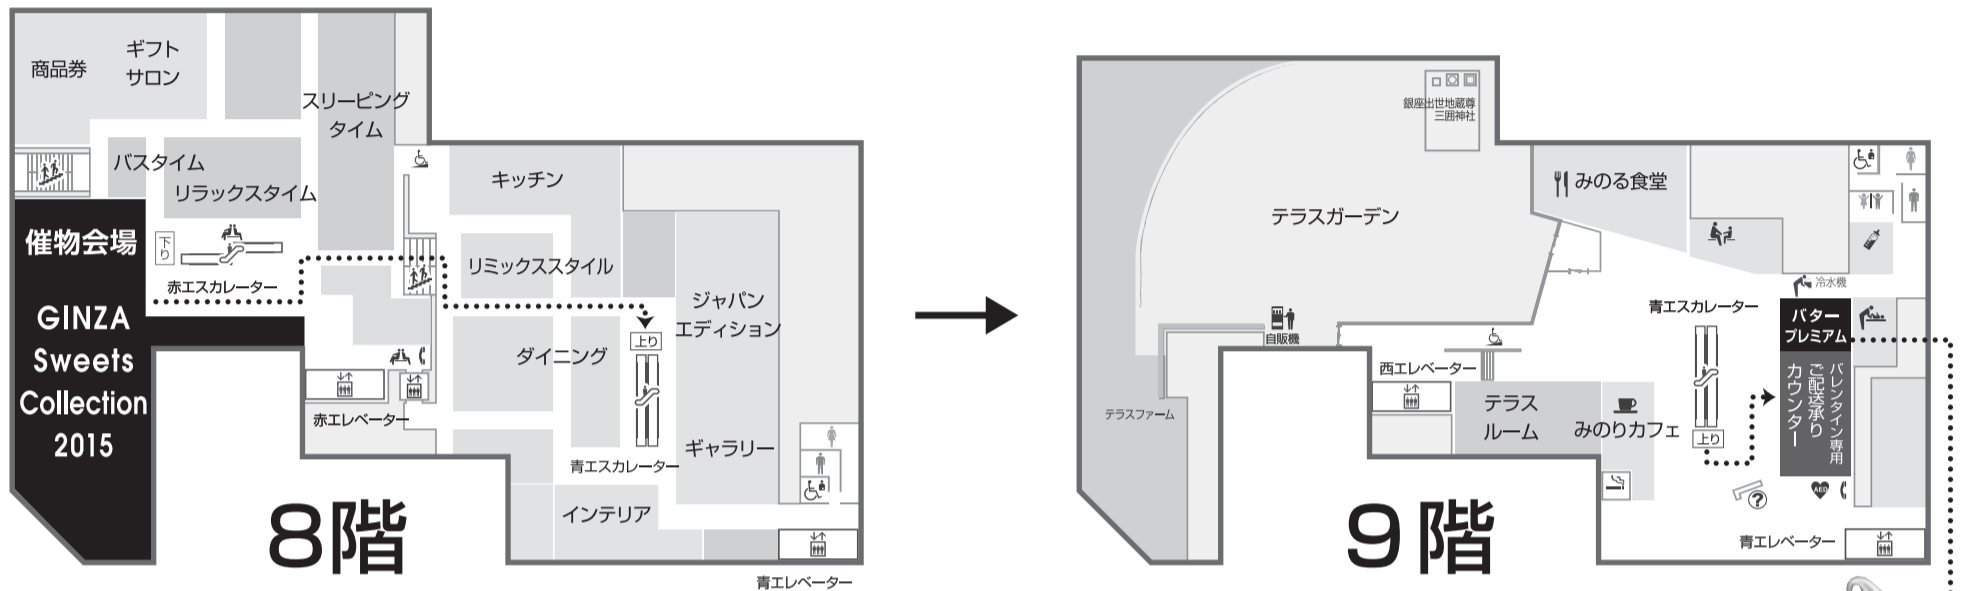 商品券
ギフト
サロン
スリーピング
タイム
バスタイム
リラックスタイム
キッチン
催物会場
GINZA
Sweets
Collection
2015
下り
赤エスカレーター
リミックススタイル
ジャパン
エディション
上り
ダイニング
赤エレベーター
ギャラリー
青エスカレーター
インテリア
8階
青エレベーター
銀座出世地蔵尊
三囲神社
みのる食堂
テラスガーデン
冷水機
青エスカレーター
バター
プレミアム
自販機
西エレベーター
バレンタイン専用
ご配送承り
カウンター
テラスファーム
テラス
ルーム
みのりカフェ
上り
?
AED
9階
青エレベーター